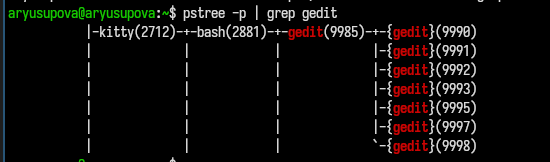 aryusupova@aryusupova:~$ pstree -p | grep gedit
           |-kitty(2712)-+-bash(2881)-+-gedit(9985)-+-{gedit}(9990)
           |             |            |             |-{gedit}(9991)
           |             |            |             |-{gedit}(9992)
           |             |            |             |-{gedit}(9993)
           |             |            |             |-{gedit}(9995)
           |             |            |             |-{gedit}(9997)
           |             |            |             `-{gedit}(9998)